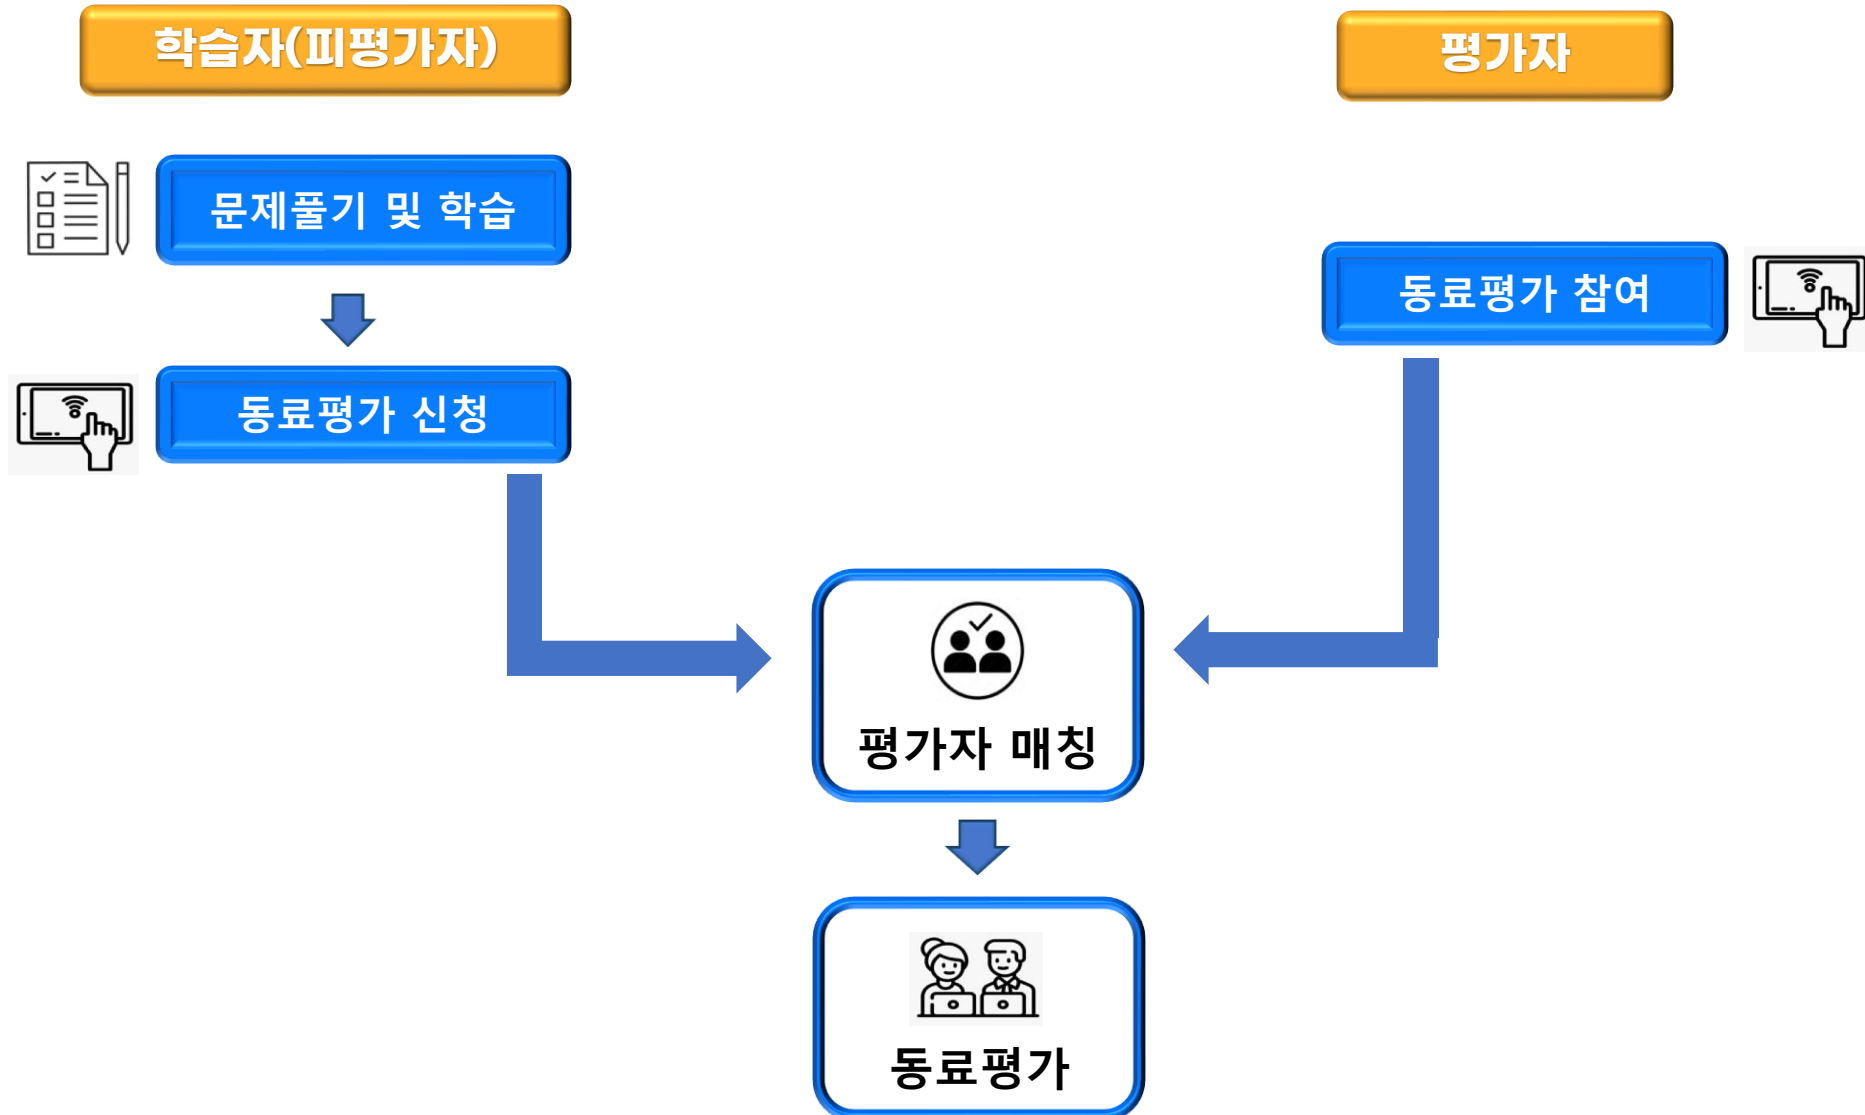 학습자(피평가자)
평가자
문제풀기 및 학습
동료평가 참여
동료평가 신청
평가자 매칭
동료평가